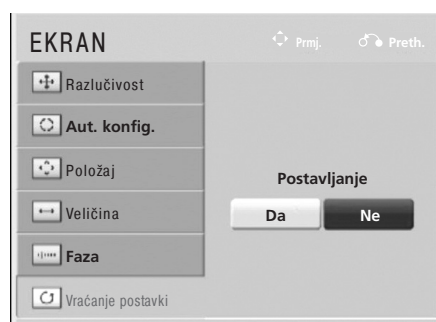 EKRAN
Prmj.
Preth.
Razlučivost
Aut. konfig.
Položaj
Veličina
Faza
Vraćanje postavki
Postavljanje
Da
Ne